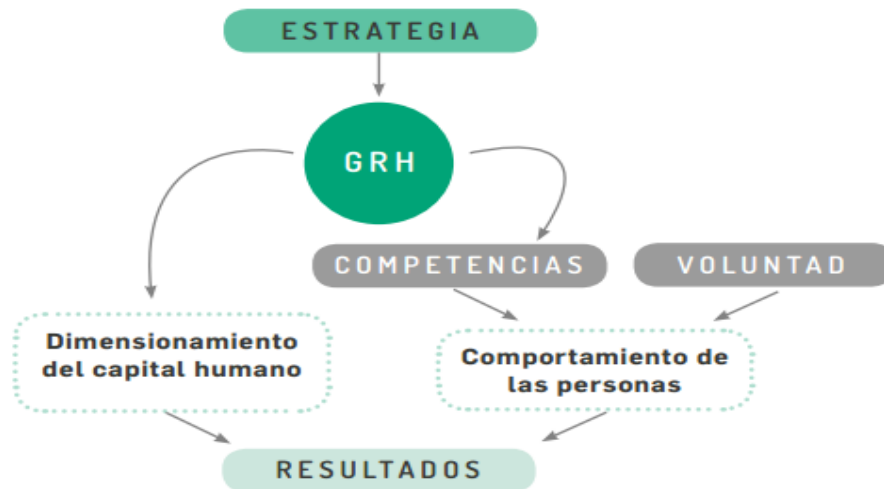 ESTRATEGIA
GRH
COMPETENCIAS
VOLUNTAD
Dimensionamiento
del capital humano
Comportamiento de
las personas
RESULTADOS